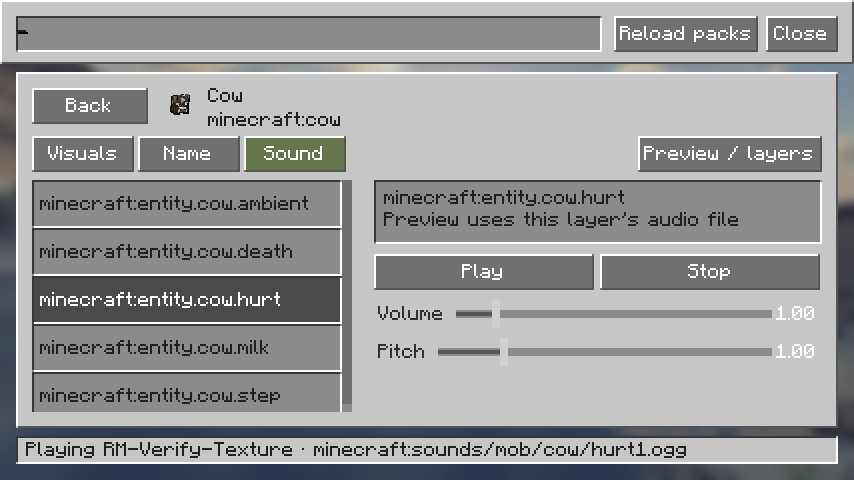 Reload packs
Close
Back
Cow
minecraft:cow
Visuals
Name
Sound
Preview / layers
minecraft:entity.cow.ambient
minecraft:entity.cow.death
minecraft:entity.cow.hurt
minecraft:entity.cow.milk
minecraft:entity.cow.step
minecraft:entity.cow.hurt
Preview uses this layer's audio file
Play
Stop
Volume
1.00
Pitch
1.00
Playing RM-Verify-Texture · minecraft:sounds/mob/cow/hurt1.ogg